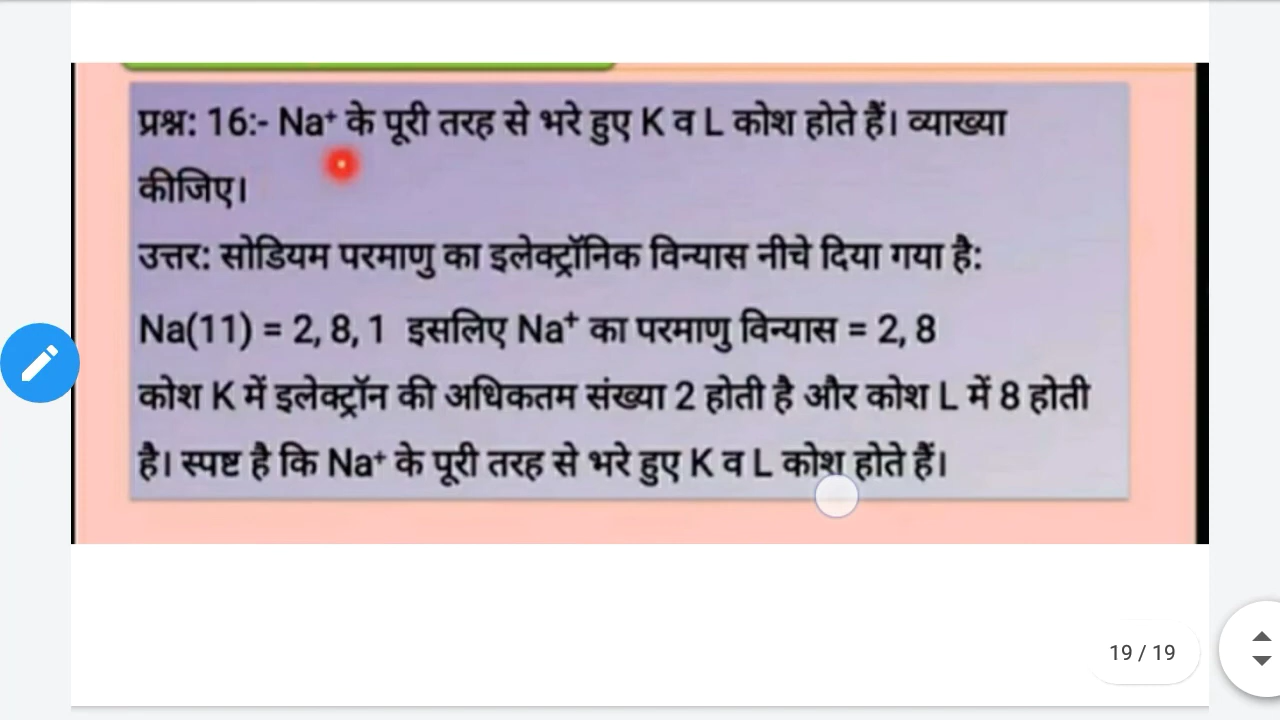 प्रश्न: 16:- Na⁺ के पूरी तरह से भरे हुए K व L कोश होते हैं। व्याख्या
कीजिए।
उत्तर: सोडियम परमाणु का इलेक्ट्रॉनिक विन्यास नीचे दिया गया है:
Na(11) = 2, 8, 1 इसलिए Na⁺ का परमाणु विन्यास = 2, 8
कोश K में इलेक्ट्रॉन की अधिकतम संख्या 2 होती है और कोश L में 8 होती
है। स्पष्ट है कि Na⁺ के पूरी तरह से भरे हुए K व L कोश होते हैं।
19 / 19